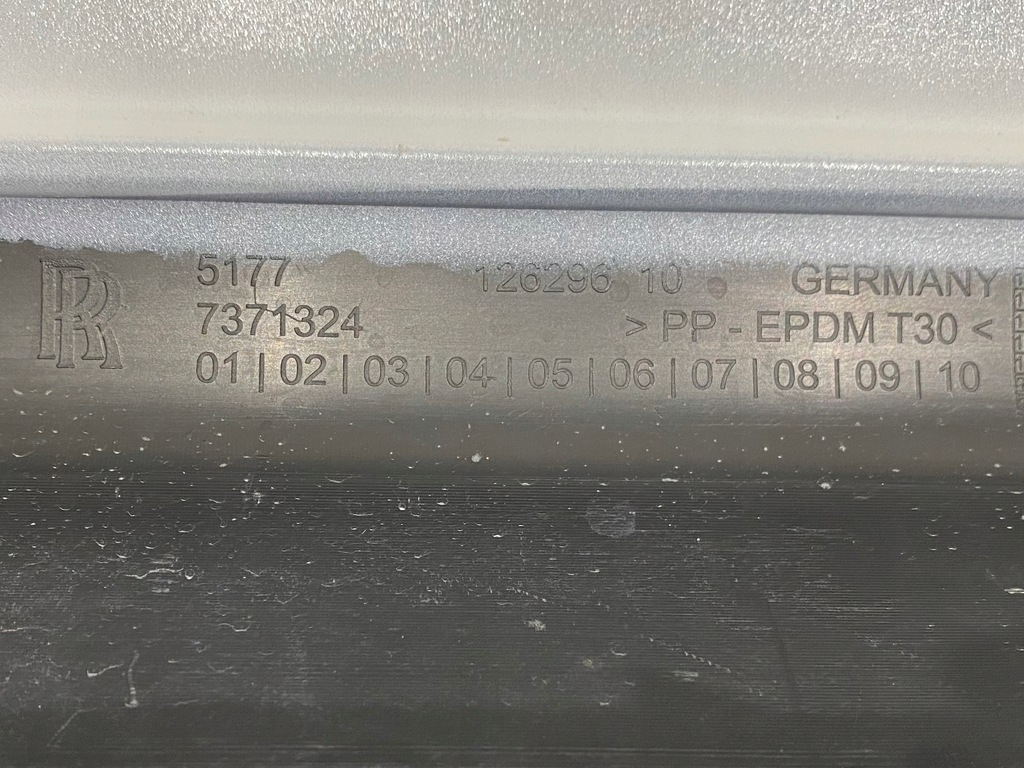 RR
5177 126296 10 GERMANY
7371324 > PP - EPDM T30 <
01 | 02 | 03 | 04 | 05 | 06 | 07 | 08 | 09 | 10